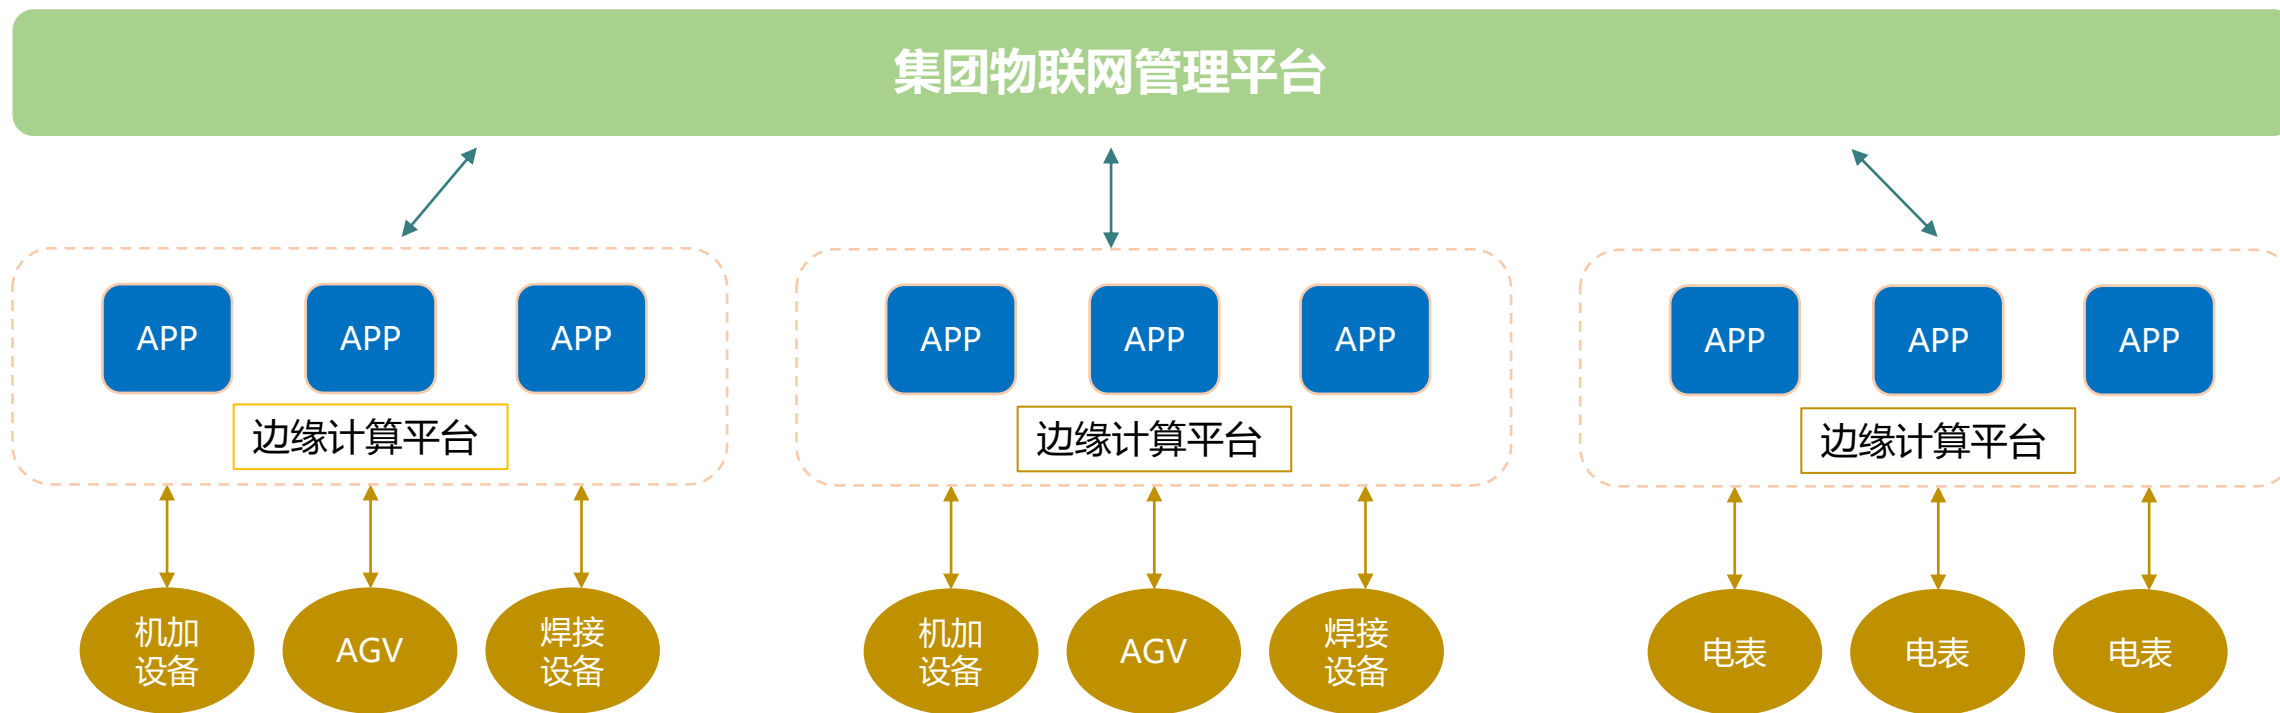 集团物联网管理平台
APP
APP
APP
边缘计算平台
APP
APP
APP
边缘计算平台
APP
APP
APP
边缘计算平台
机加
设备
AGV
焊接
设备
机加
设备
AGV
焊接
设备
电表
电表
电表